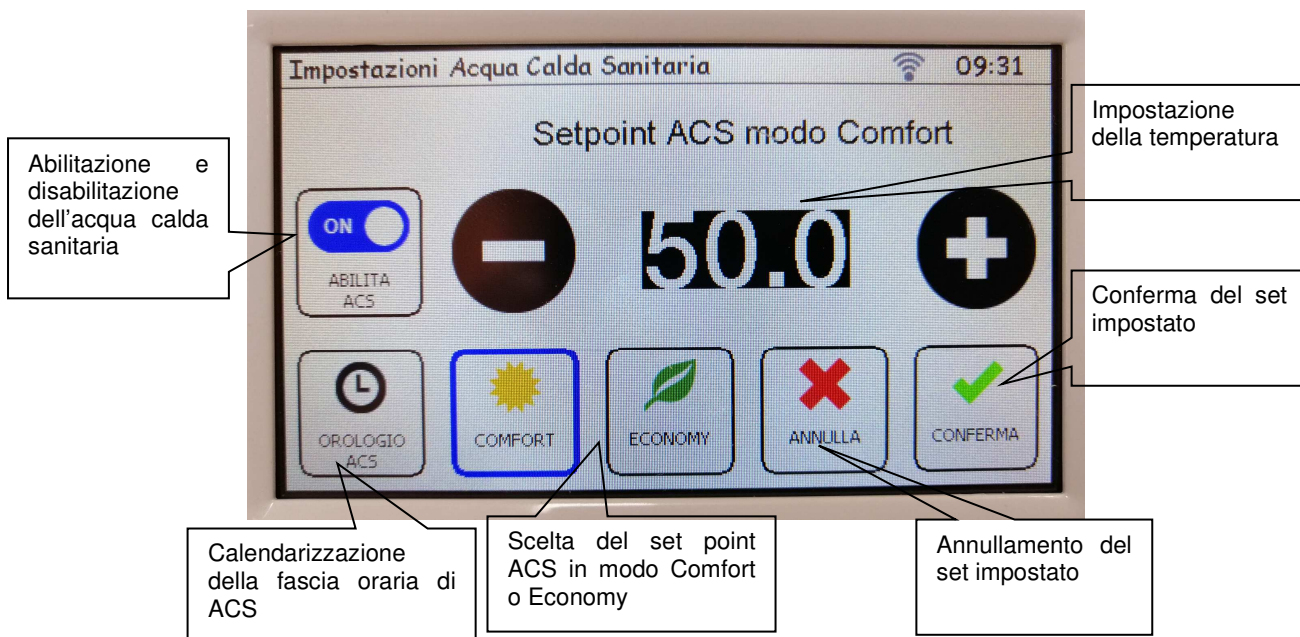 Impostazioni Acqua Calda Sanitaria 09:31
Setpoint ACS modo Comfort
Impostazione
della temperatura
Abilitazione e
disabilitazione
dell'acqua calda
sanitaria
ON
ABILITA
ACS
50.0
Conferma del set
impostato
OROLOGIO
ACS
COMFORT
ECONOMY
ANNULLA
CONFERMA
Calendarizzazione
della fascia oraria di
ACS
Scelta del set point
ACS in modo Comfort
o Economy
Annullamento del
set impostato